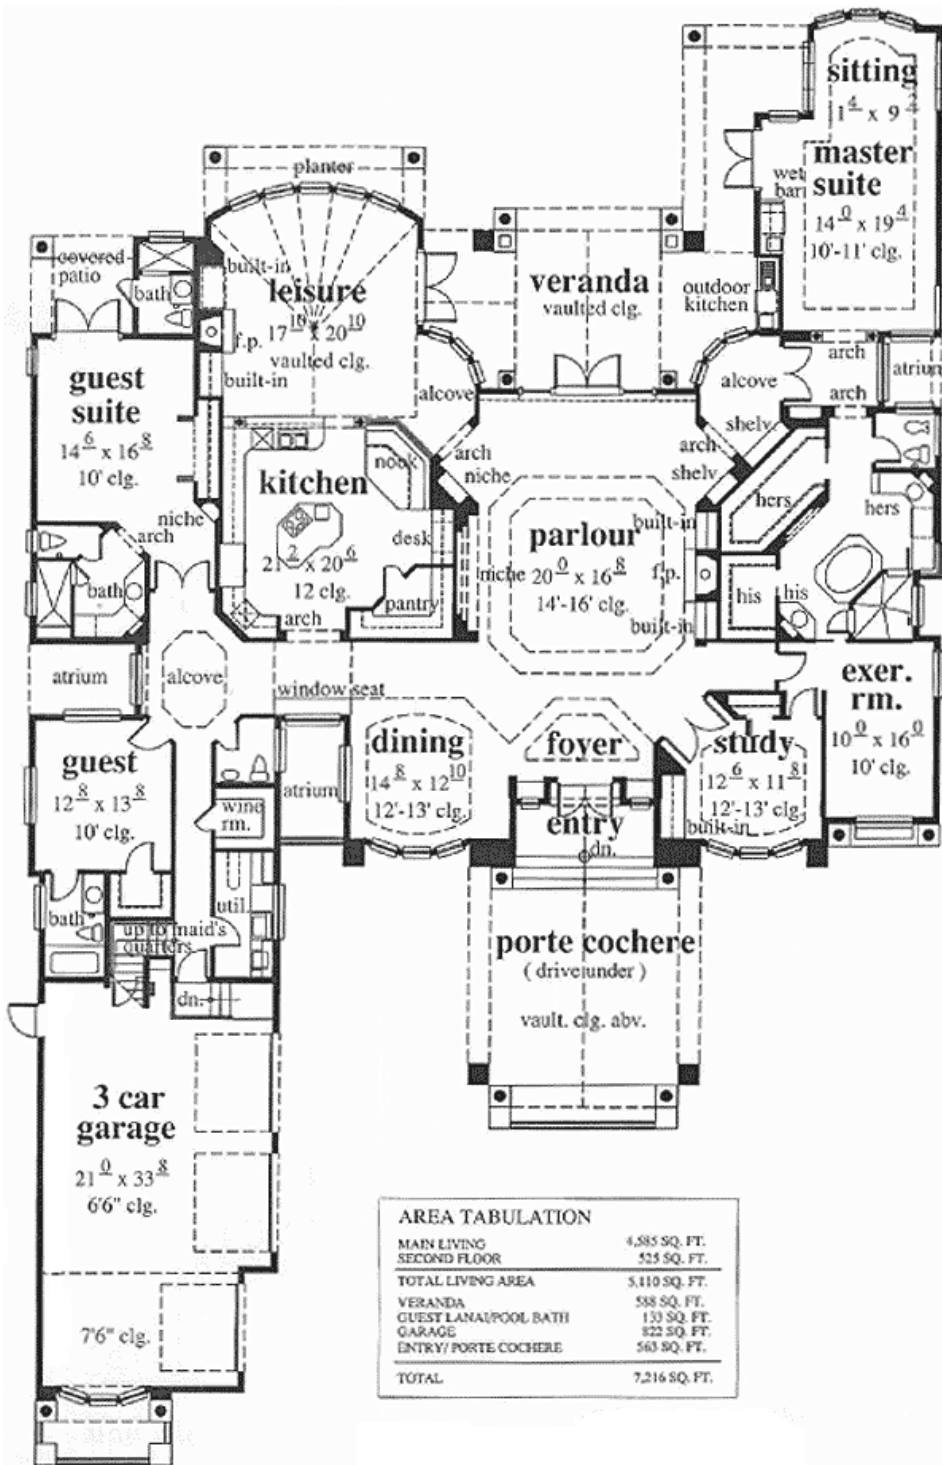 sitting
1 4 x 9
master
suite
14 0 x 19 4
10'-11' clg.
wet
bar
planter
covered
patio
bath
built-in
leisure
17 10 x 20 10
vaulted clg.
f.p.
built-in
veranda
vaulted clg.
outdoor
kitchen
alcove
alcove
arch
arch
atrium
guest
suite
14 6 x 16 8
10' clg.
niche
arch
bath
kitchen
21 2 x 20 6
12 clg.
nook
desk
pantry
arch
arch
niche
niche
parlour
20 0 x 16 8
14'-16' clg.
shelv.
arch
shelv
built-in
f.p.
built-in
hers
hers
his
his
atrium
alcove
window seat
exer.
rm.
10 0 x 16 0
10' clg.
guest
12 8 x 13 8
10' clg.
wine
rm.
atrium
dining
14 8 x 12 10
12'-13' clg.
foyer
entry
dn.
study
12 6 x 11 8
12'-13' clg
built-in
bath
up to maid's
quarters
util.
dn.
porte cochere
( drive under )
vault. clg. abv.
3 car
garage
21 0 x 33 8
6'6" clg.
7'6" clg.
AREA TABULATION
MAIN LIVING 4,585 SQ. FT.
SECOND FLOOR 525 SQ. FT.
TOTAL LIVING AREA 5,110 SQ. FT.
VERANDA 588 SQ. FT.
GUEST LANAI/POOL BATH 133 SQ. FT.
GARAGE 822 SQ. FT.
ENTRY/ PORTE COCHERE 563 SQ. FT.
TOTAL 7,216 SQ. FT.